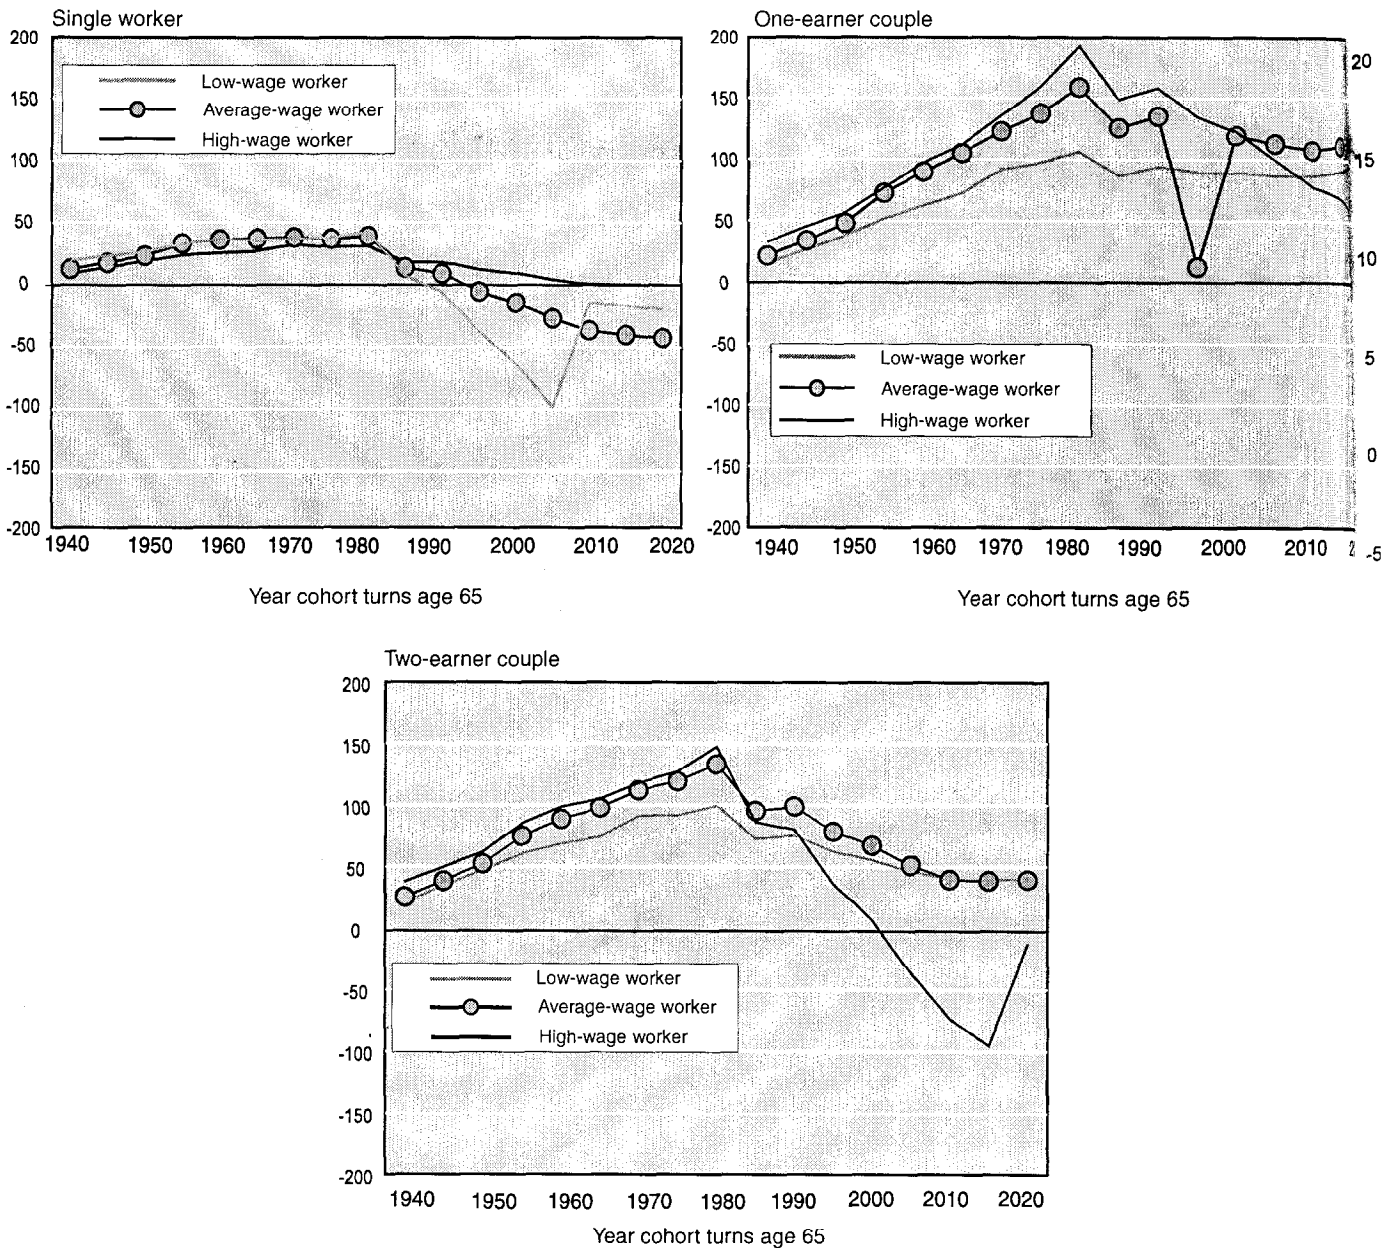 Single worker
200
150
100
50
0
-50
-100
-150
-200
Low-wage worker
Average-wage worker
High-wage worker
1940 1950 1960 1970 1980 1990 2000 2010 2020
Year cohort turns age 65
One-earner couple
200
150
100
50
0
-50
-100
-150
-200
Low-wage worker
Average-wage worker
High-wage worker
20
15
10
5
0
-5
1940 1950 1960 1970 1980 1990 2000 2010 2
Year cohort turns age 65
Two-earner couple
200
150
100
50
0
-50
-100
-150
-200
Low-wage worker
Average-wage worker
High-wage worker
1940 1950 1960 1970 1980 1990 2000 2010 2020
Year cohort turns age 65